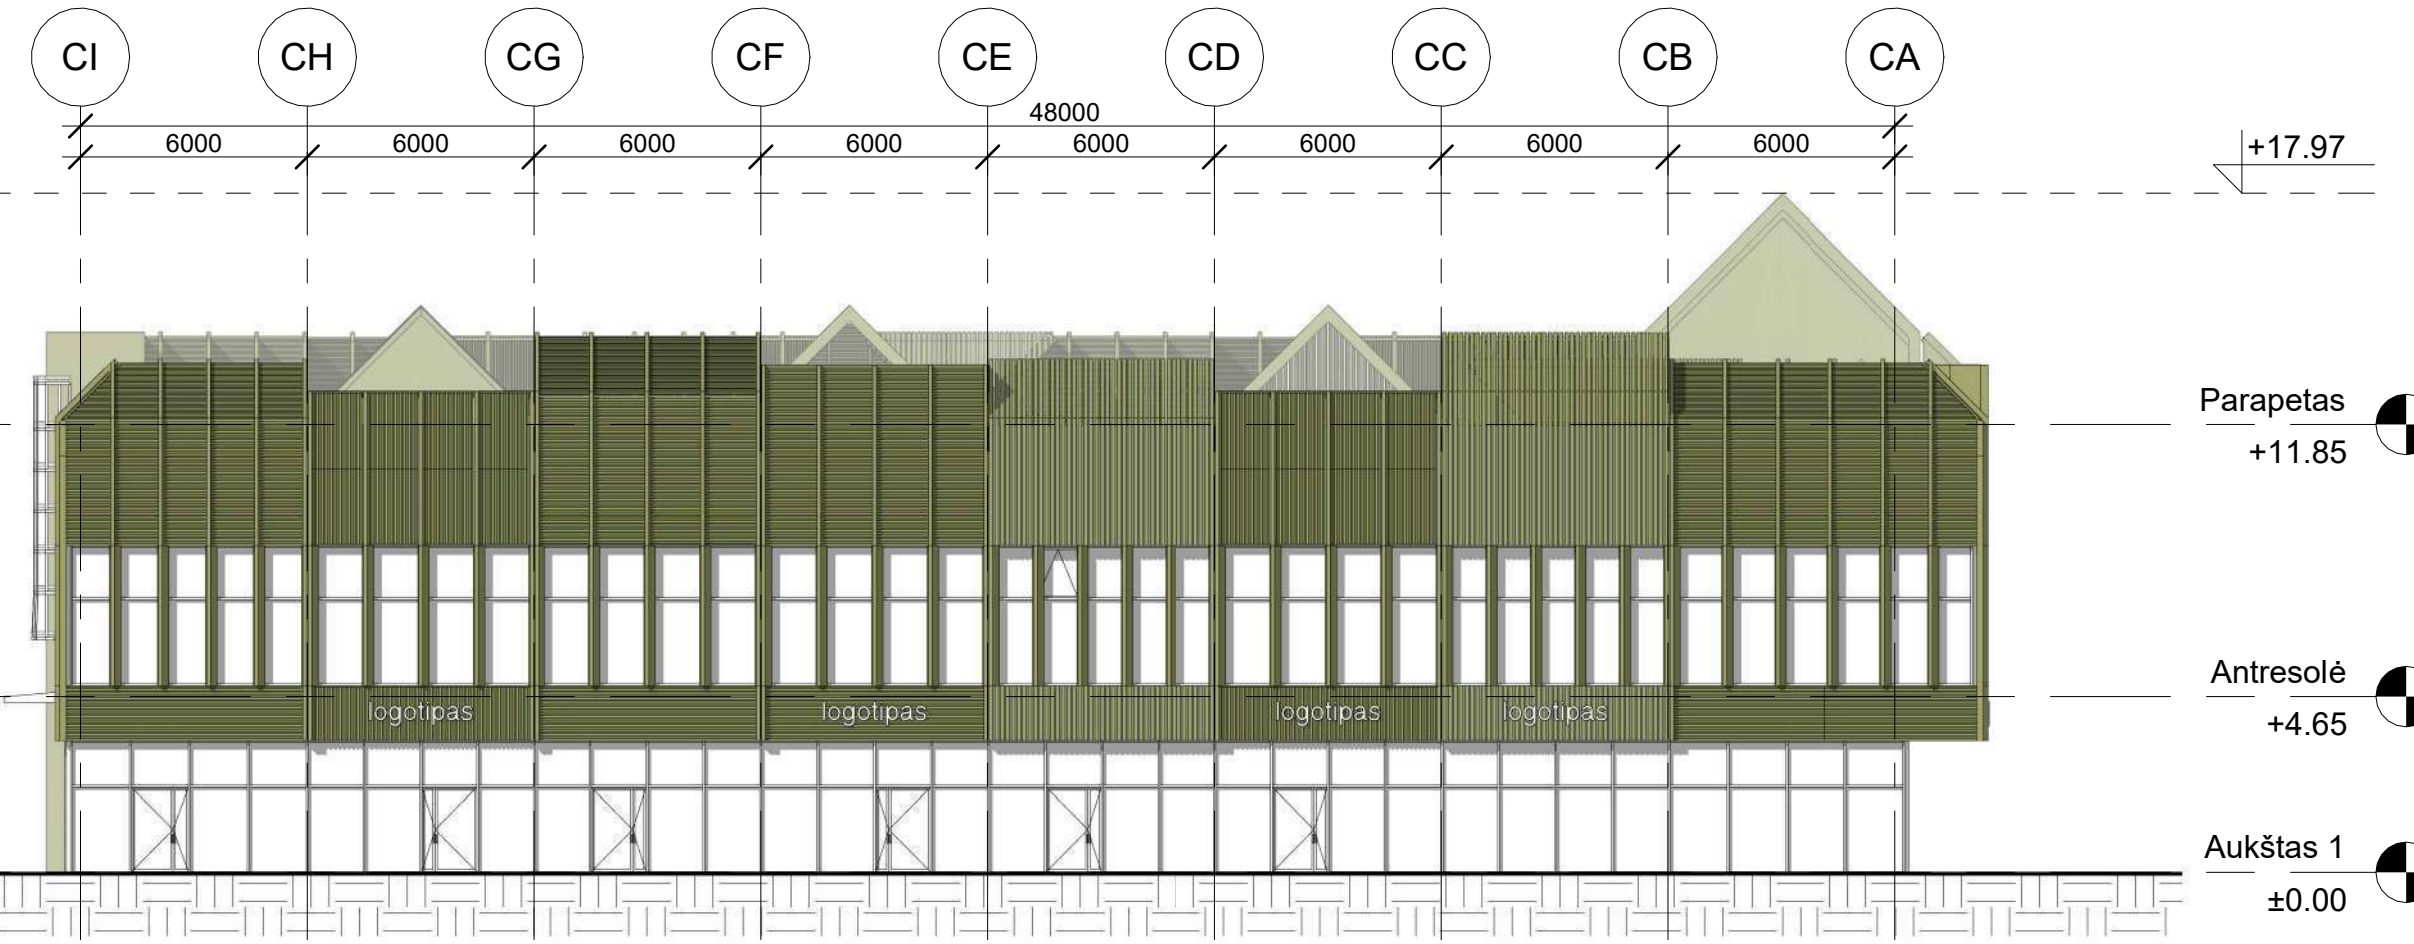 CI CH CG CF CE CD CC CB CA
48000
6000 6000 6000 6000 6000 6000 6000 6000
+17.97
Parapetas
+11.85
Antresolė
+4.65
logotipas logotipas logotipas logotipas
Aukštas 1
±0.00